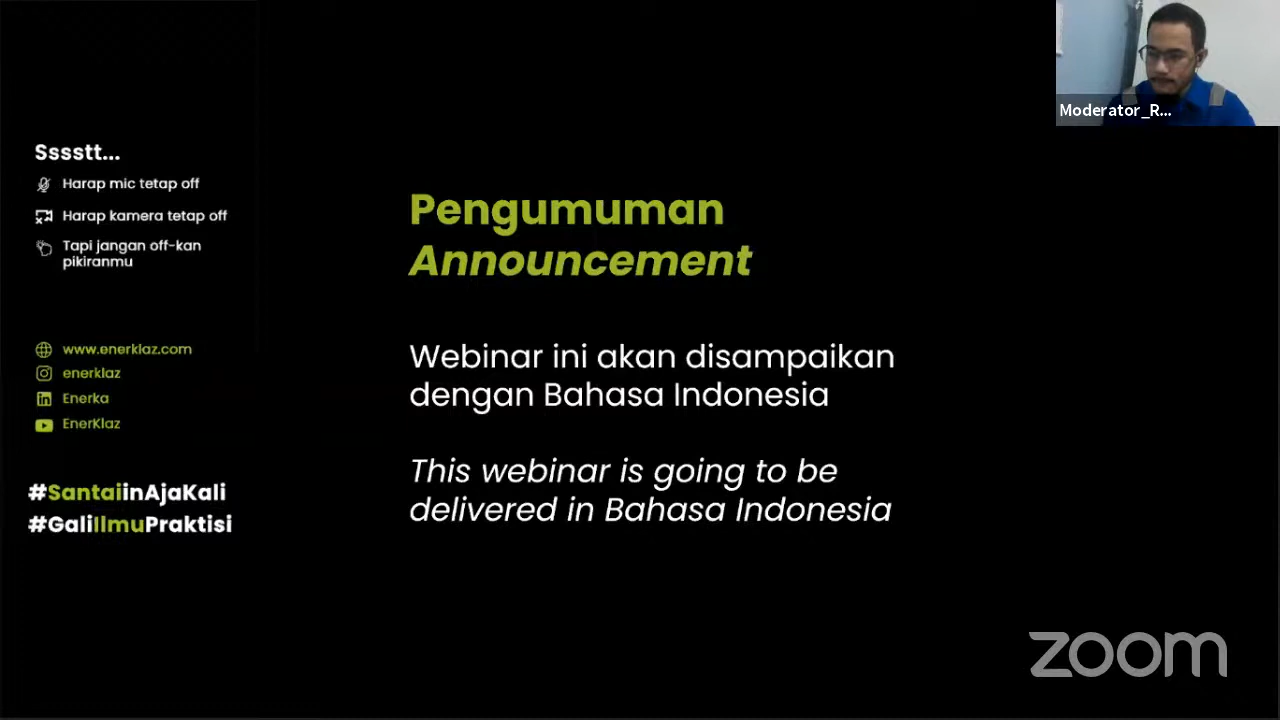 Sssstt...
Harap mic tetap off
Harap kamera tetap off
Tapi jangan off-kan
pikiranmu
www.enerklaz.com
enerklaz
Enerka
EnerKlaz
#SantaiinAjaKali
#GaliIlmuPraktisi
Pengumuman
Announcement
Webinar ini akan disampaikan
dengan Bahasa Indonesia
This webinar is going to be
delivered in Bahasa Indonesia
Moderator_R...
zoom